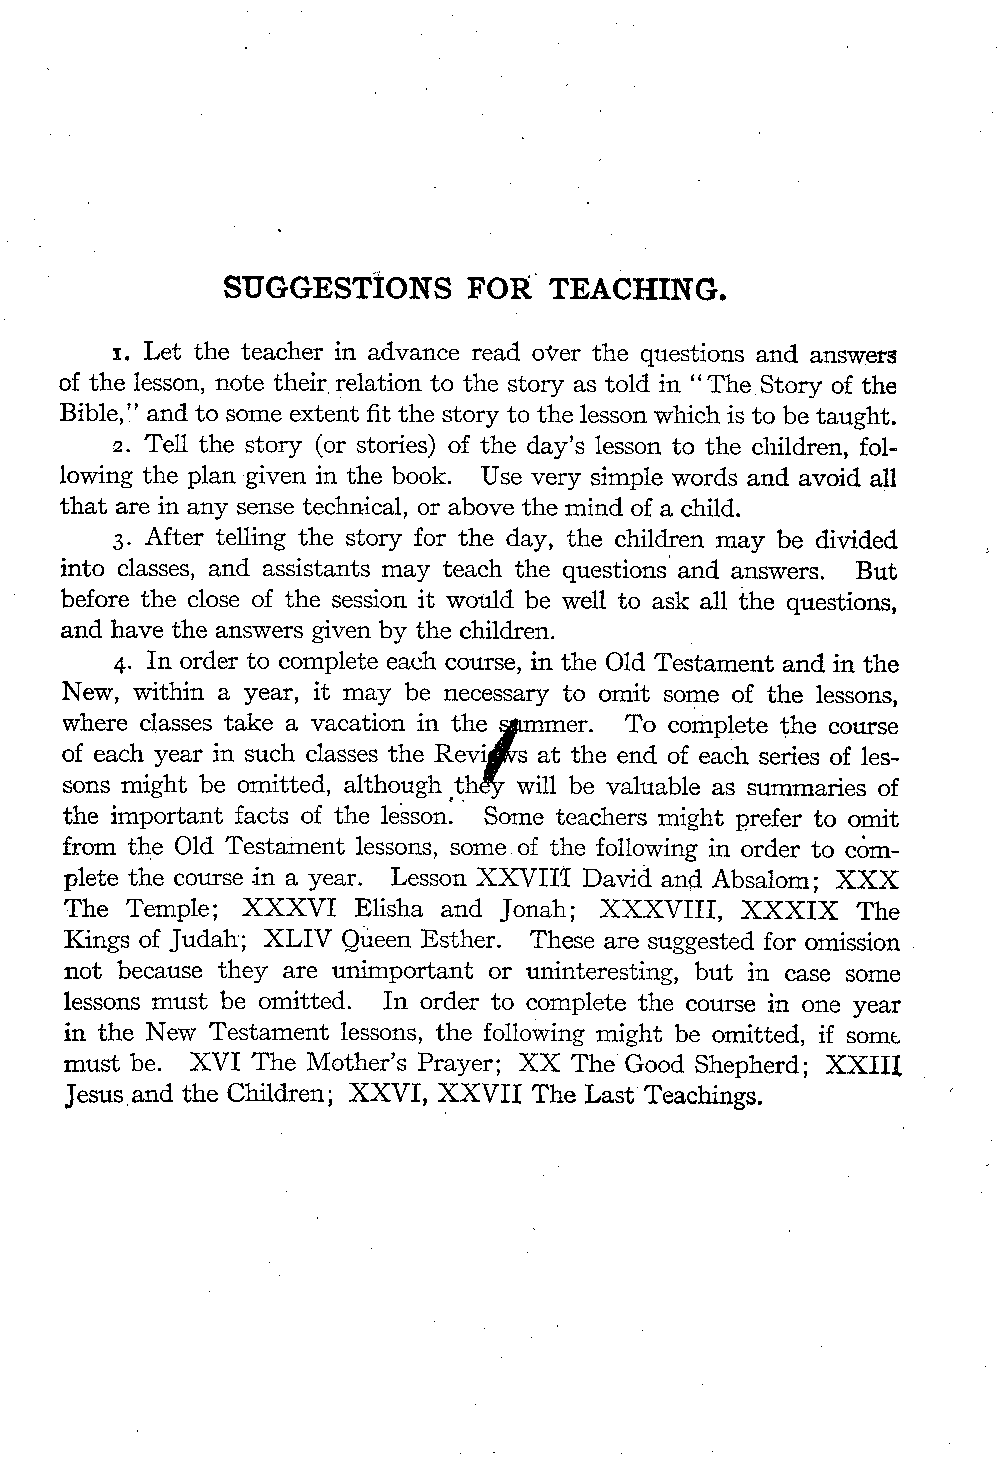 SUGGESTIONS FOR TEACHING.
1. Let the teacher in advance read over the questions and answers
of the lesson, note their relation to the story as told in “The Story of the
Bible,” and to some extent fit the story to the lesson which is to be taught.
2. Tell the story (or stories) of the day's lesson to the children, fol-
lowing the plan given in the book. Use very simple words and avoid all
that are in any sense technical, or above the mind of a child.
3. After telling the story for the day, the children may be divided
into classes, and assistants may teach the questions and answers. But
before the close of the session it would be well to ask all the questions,
and have the answers given by the children.
4. In order to complete each course, in the Old Testament and in the
New, within a year, it may be necessary to omit some of the lessons,
where classes take a vacation in the summer. To complete the course
of each year in such classes the Reviews at the end of each series of les-
sons might be omitted, although they will be valuable as summaries of
the important facts of the lesson. Some teachers might prefer to omit
from the Old Testament lessons, some of the following in order to com-
plete the course in a year. Lesson XXVIII David and Absalom; XXX
The Temple; XXXVI Elisha and Jonah; XXXVIII, XXXIX The
Kings of Judah; XLIV Queen Esther. These are suggested for omission
not because they are unimportant or uninteresting, but in case some
lessons must be omitted. In order to complete the course in one year
in the New Testament lessons, the following might be omitted, if some
must be. XVI The Mother's Prayer; XX The Good Shepherd; XXIII
Jesus and the Children; XXVI, XXVII The Last Teachings.